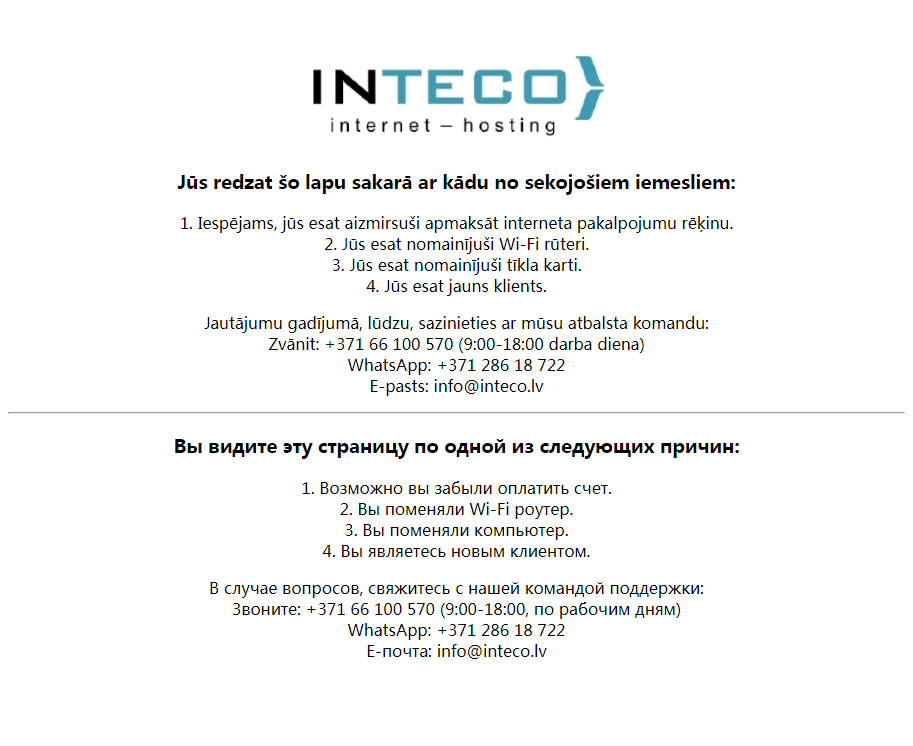 INTECO
internet – hosting
Jūs redzat šo lapu sakarā ar kādu no sekojošiem iemesliem:
1. Iespējams, jūs esat aizmirsuši apmaksāt interneta pakalpojumu rēķinu.
2. Jūs esat nomainījuši Wi-Fi rūteri.
3. Jūs esat nomainījuši tīkla karti.
4. Jūs esat jauns klients.
Jautājumu gadījumā, lūdzu, sazinieties ar mūsu atbalsta komandu:
Zvānit: +371 66 100 570 (9:00-18:00 darba diena)
WhatsApp: +371 286 18 722
E-pasts: info@inteco.lv
Вы видите эту страницу по одной из следующих причин:
1. Возможно вы забыли оплатить счет.
2. Вы поменяли Wi-Fi роутер.
3. Вы поменяли компьютер.
4. Вы являетесь новым клиентом.
В случае вопросов, свяжитесь с нашей командой поддержки:
Звоните: +371 66 100 570 (9:00-18:00, по рабочим дням)
WhatsApp: +371 286 18 722
Е-почта: info@inteco.lv